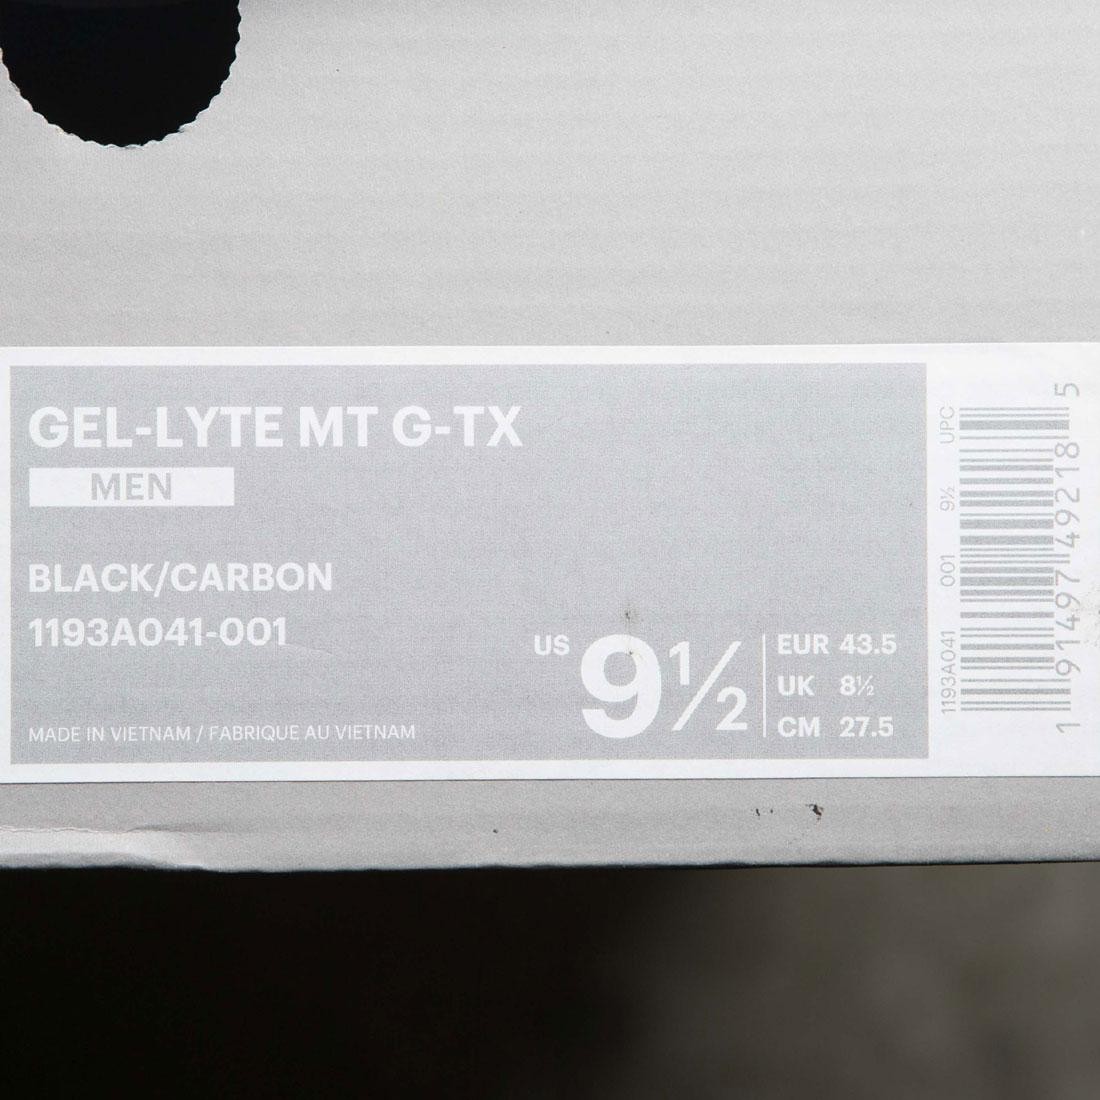 GEL-LYTE MT G-TX
MEN
BLACK/CARBON
1193A041-001
MADE IN VIETNAM / FABRIQUE AU VIETNAM
US 9½
EUR 43.5
UK 8½
CM 27.5
1193A041 001 9½ UPC
1 91497 49218 5